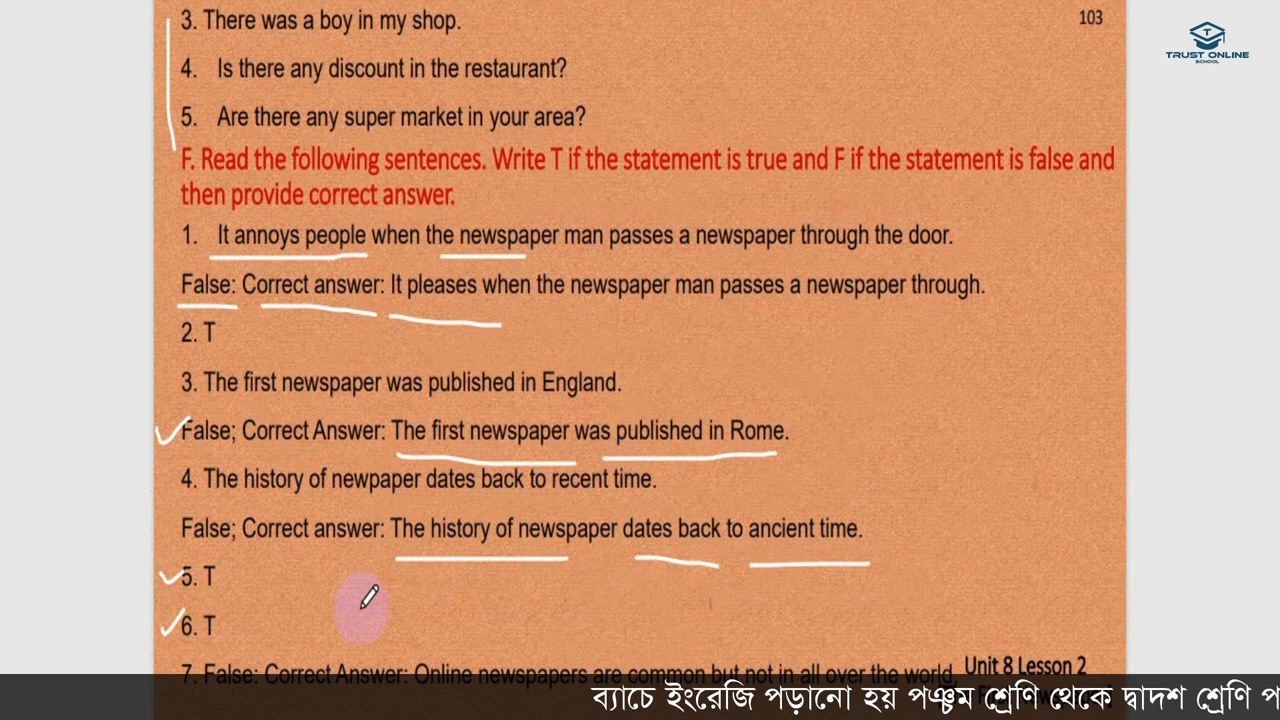 3. There was a boy in my shop.
103
TRUST ONLINE
SCHOOL
4. Is there any discount in the restaurant?
5. Are there any super market in your area?
F. Read the following sentences. Write T if the statement is true and F if the statement is false and
then provide correct answer.
1. It annoys people when the newspaper man passes a newspaper through the door.
False: Correct answer: It pleases when the newspaper man passes a newspaper through.
2. T
3. The first newspaper was published in England.
False; Correct Answer: The first newspaper was published in Rome.
4. The history of newpaper dates back to recent time.
False; Correct answer: The history of newspaper dates back to ancient time.
5. T
6. T
7. False: Correct Answer: Online newspapers are common but not in all over the world.
Unit 8 Lesson 2
ব্যাচে ইংরেজি পড়ানো হয় পঞ্চম শ্রেণি থেকে দ্বাদশ শ্রেণি প